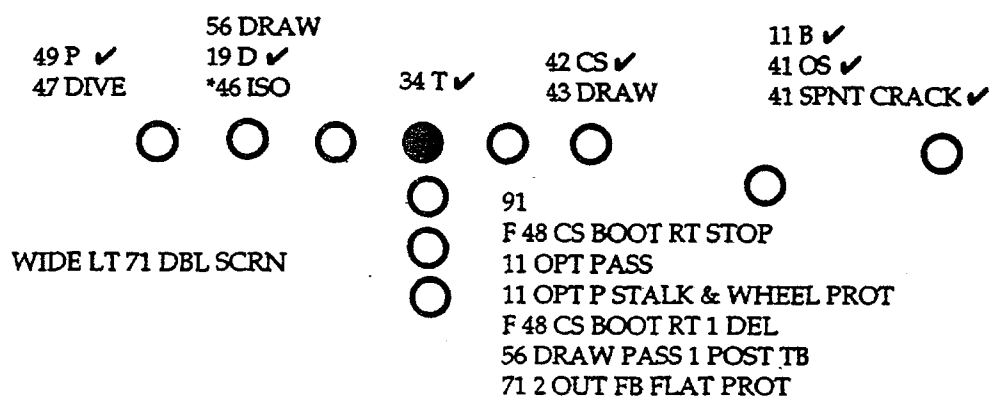 49 P ✔
47 DIVE
56 DRAW
19 D ✔
*46 ISO
34 T ✔
42 CS ✔
43 DRAW
11 B ✔
41 OS ✔
41 SPNT CRACK ✔
WIDE LT 71 DBL SCRN
91
F 48 CS BOOT RT STOP
11 OPT PASS
11 OPT P STALK & WHEEL PROT
F 48 CS BOOT RT 1 DEL
56 DRAW PASS 1 POST TB
71 2 OUT FB FLAT PROT